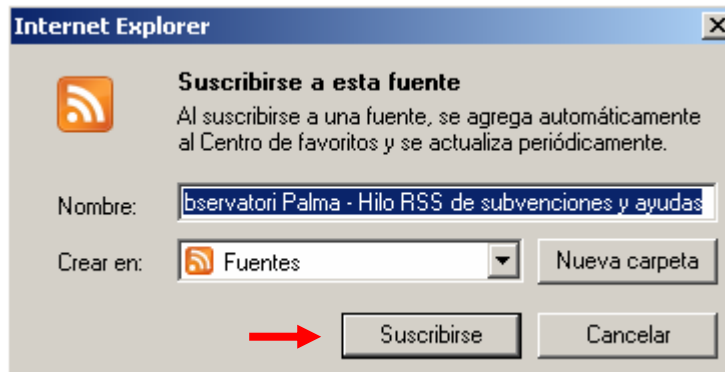 Internet Explorer
Suscribirse a esta fuente
Al suscribirse a una fuente, se agrega automáticamente
al Centro de favoritos y se actualiza periódicamente.
Nombre: bservatori Palma - Hilo RSS de subvenciones y ayudas
Crear en: Fuentes Nueva carpeta
Suscribirse Cancelar